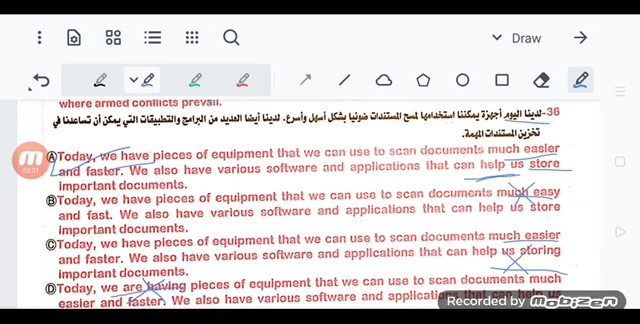 Draw
where armed conflicts prevail.
36-لدينا اليوم أجهزة يمكننا استخدامها لمسح المستندات ضوئيا بشكل أسهل وأسرع. لدينا أيضا العديد من البرامج والتطبيقات التي يمكن أن تساعدنا في
تخزين المستندات المهمة.
A Today, we have pieces of equipment that we can use to scan documents much easier
and faster. We also have various software and applications that can help us store
important documents.
B Today, we have pieces of equipment that we can use to scan documents much easy
and fast. We also have various software and applications that can help us store
important documents.
C Today, we have pieces of equipment that we can use to scan documents much easier
and faster. We also have various software and applications that can help us storing
important documents.
D Today, we are having pieces of equipment that we can use to scan documents much
easier and faster. We also have various software and applications that can help us
M
02:31
Recorded by mobizen